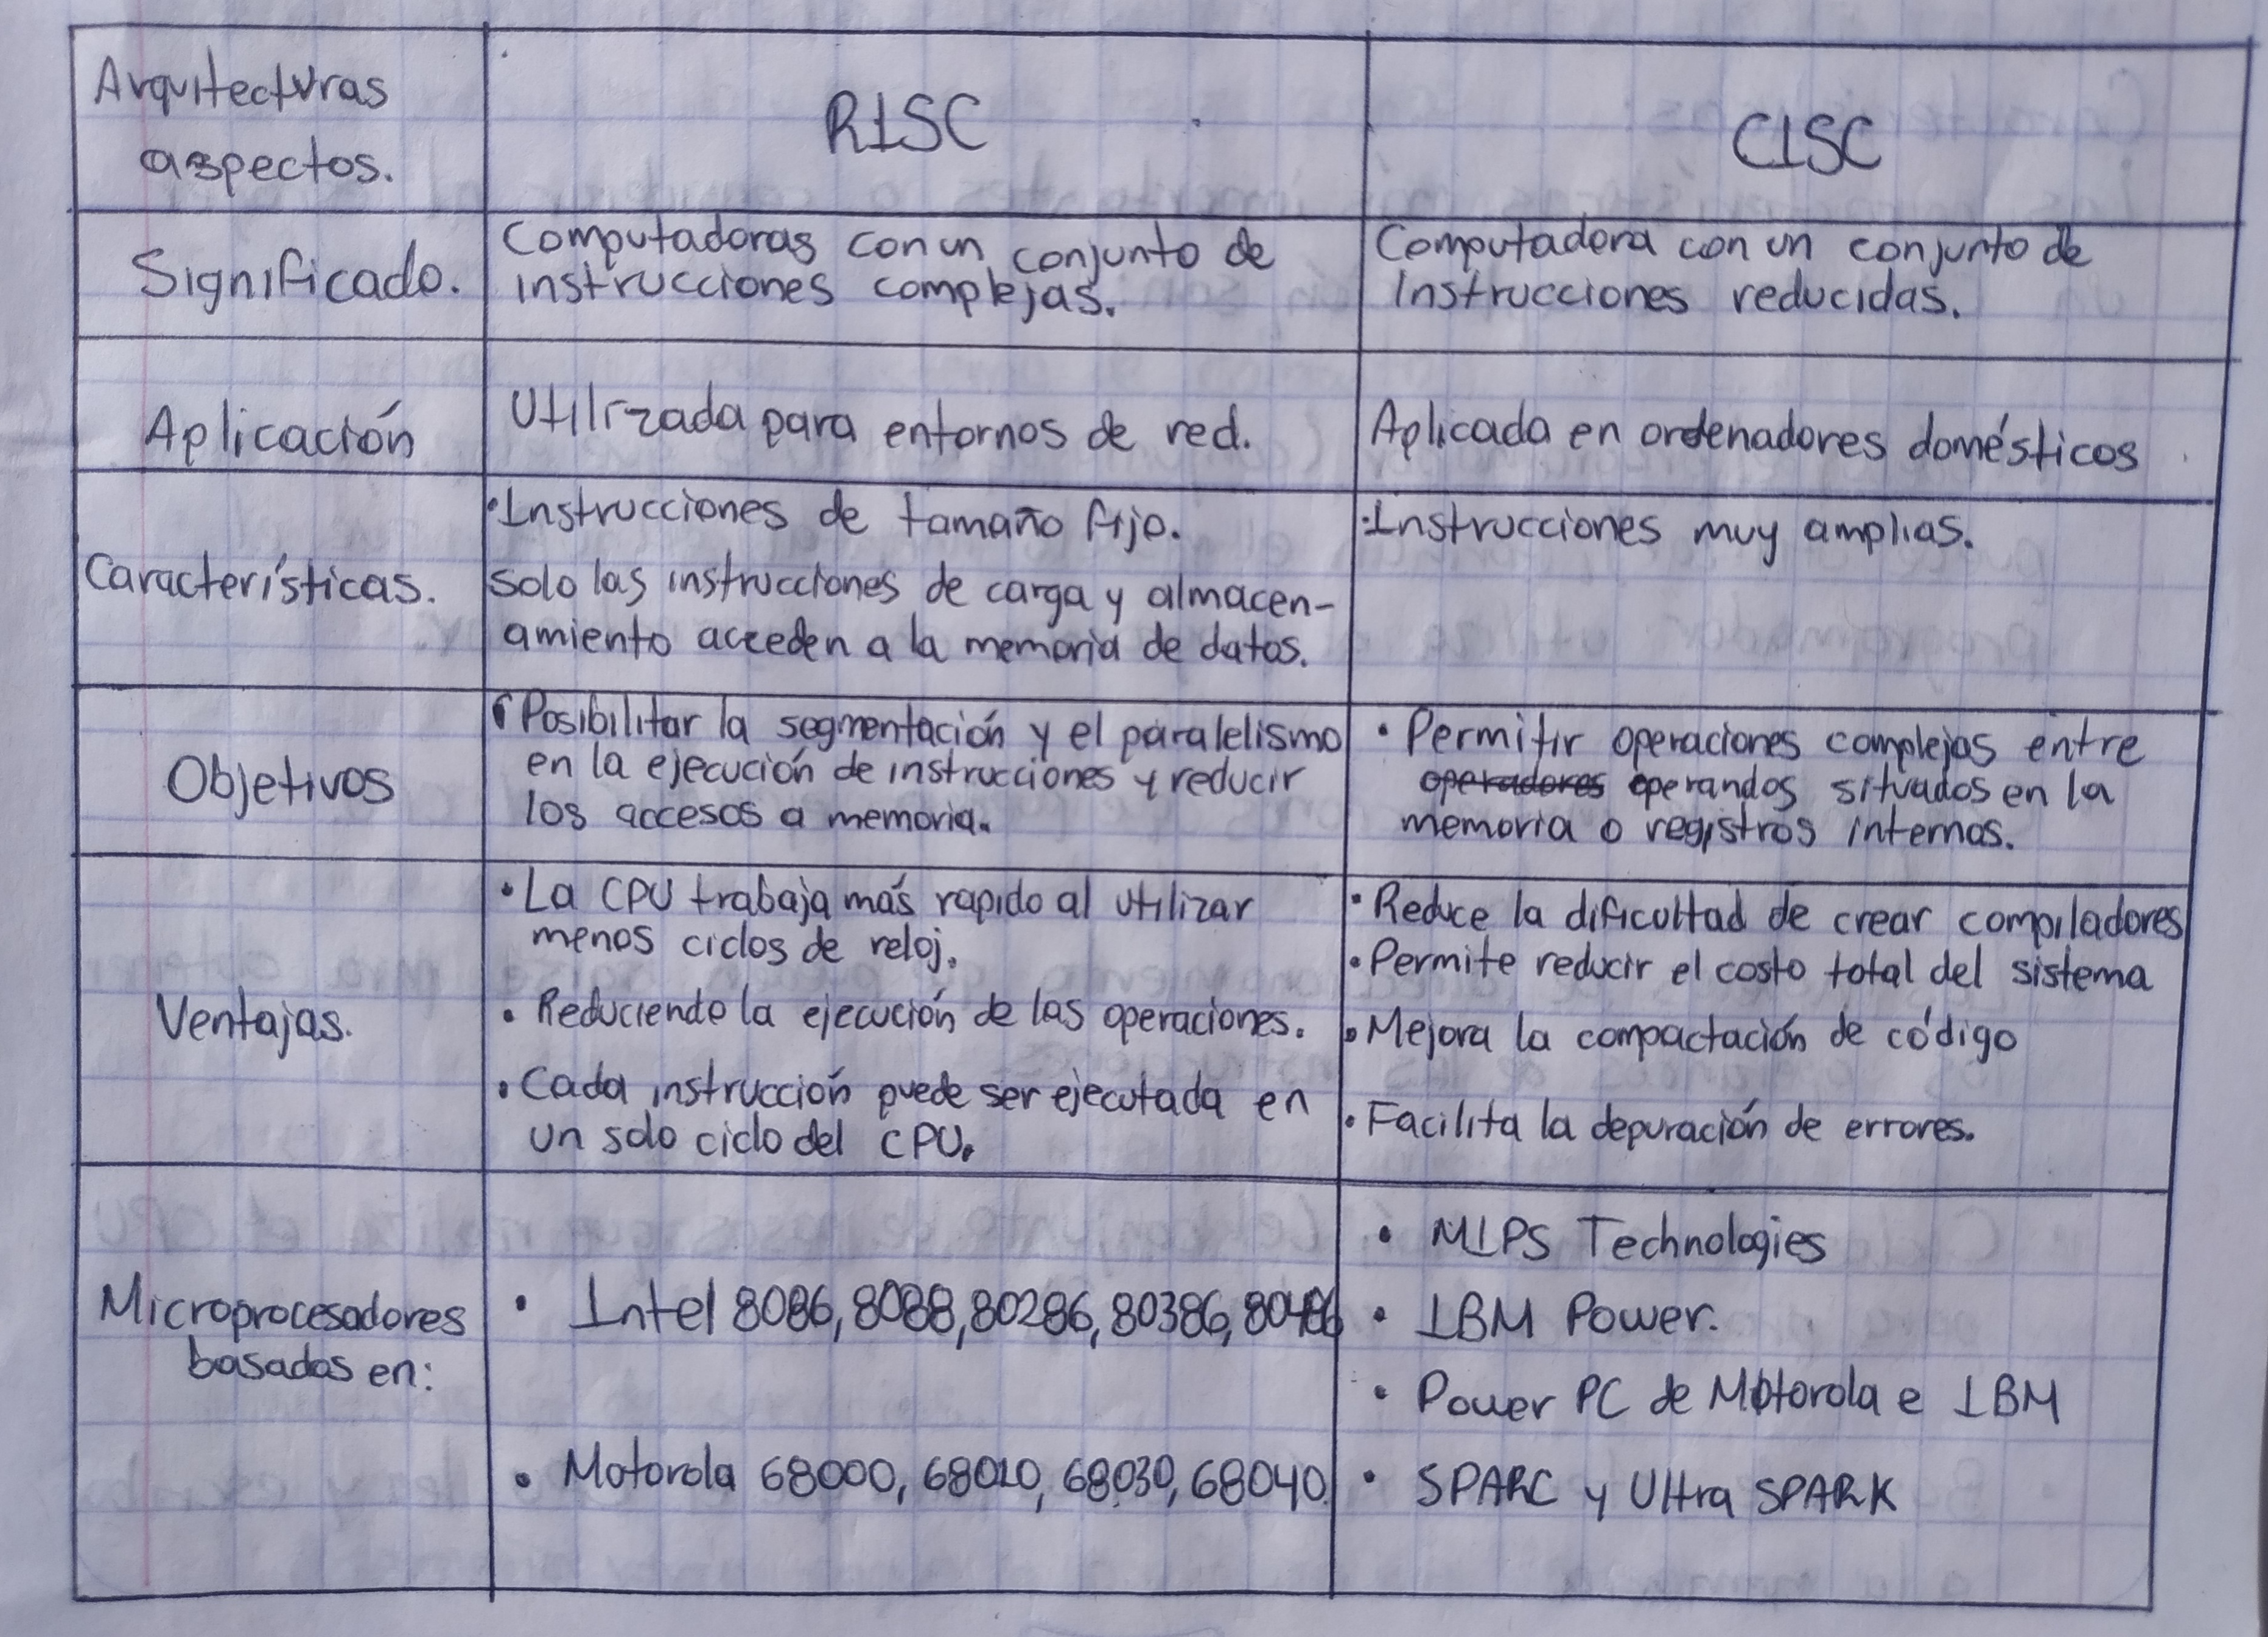 Arquitecturas
aspectos.
RISC
CISC
Significado.
Computadoras con un conjunto de
instrucciones complejas.
Computadora con un conjunto de
Instrucciones reducidas.
Aplicación
Utilizada para entornos de red.
Aplicada en ordenadores domésticos
Características.
•Instrucciones de tamaño fijo.
solo las instrucciones de carga y almacen-
amiento acceden a la memoria de datos.
•Instrucciones muy amplias.
Objetivos
• Posibilitar la segmentación y el paralelismo
en la ejecución de instrucciones y reducir
los accesos a memoria.
• Permitir operaciones complejas entre
operadores operandos situados en la
memoria o registros internos.
Ventajas.
• La CPU trabaja más rapido al utilizar
menos ciclos de reloj.
• Reduciendo la ejecución de las operaciones.
• Cada instrucción puede ser ejecutada en
un solo ciclo del CPU.
• Reduce la dificultad de crear compiladores
• Permite reducir el costo total del sistema
• Mejora la compactación de código
• Facilita la depuración de errores.
Microprocesadores
basados en:
• Intel 8086, 8088, 80286, 80386, 80486
• Motorola 68000, 68010, 68030, 68040.
• MIPS Technologies
• IBM Power.
• Power PC de Motorola e IBM
• SPARC y Ultra SPARK